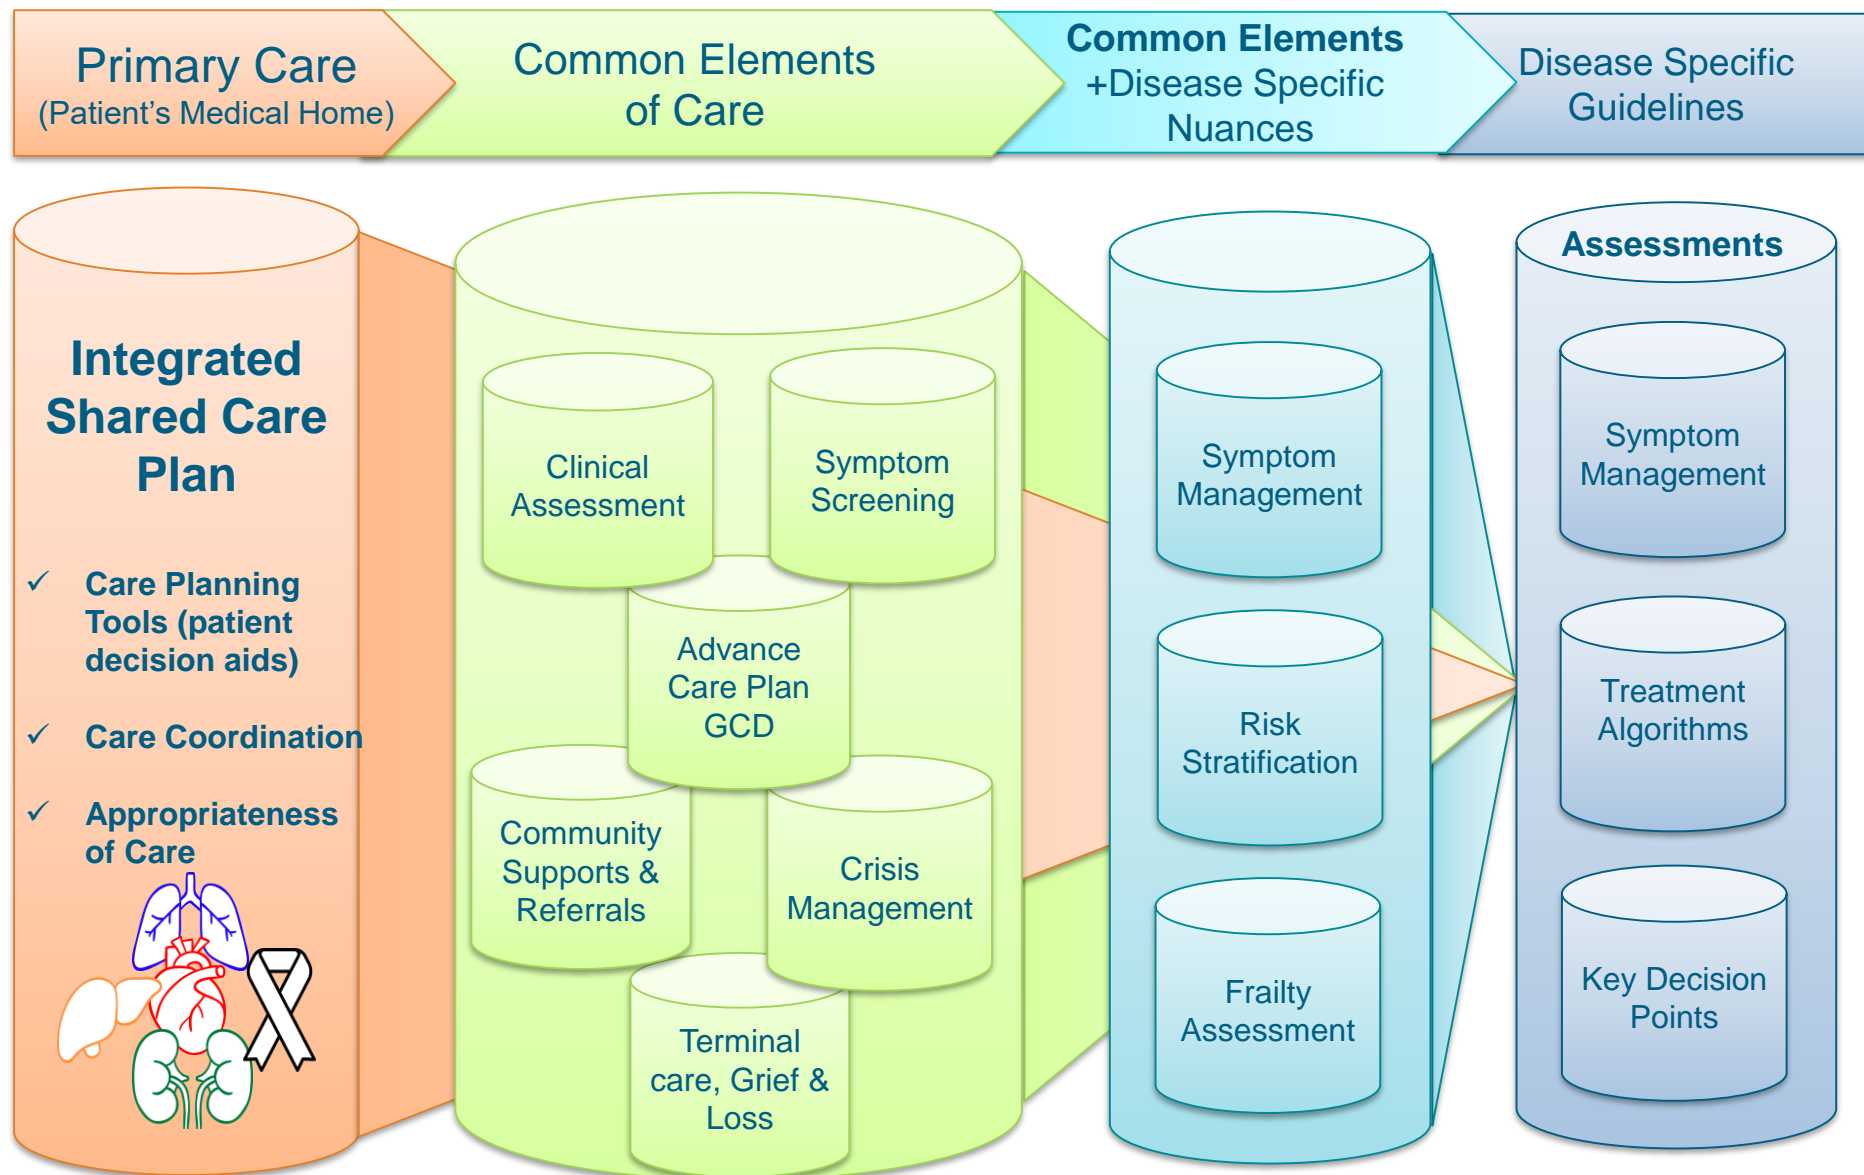 Primary Care
(Patient's Medical Home)
Common Elements
of Care
Common Elements
+Disease Specific
Nuances
Disease Specific
Guidelines
Integrated
Shared Care
Plan
✓ Care Planning
Tools (patient
decision aids)
✓ Care Coordination
✓ Appropriateness
of Care
Clinical
Assessment
Symptom
Screening
Advance
Care Plan
GCD
Community
Supports &
Referrals
Crisis
Management
Terminal
care, Grief &
Loss
Symptom
Management
Risk
Stratification
Frailty
Assessment
Assessments
Symptom
Management
Treatment
Algorithms
Key Decision
Points